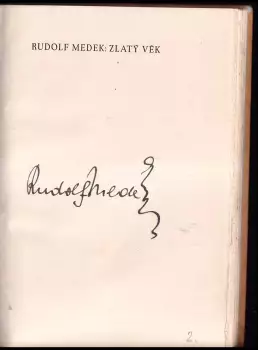 RUDOLF MEDEK: ZLATÝ VĚK
Rudolf Medek
2.